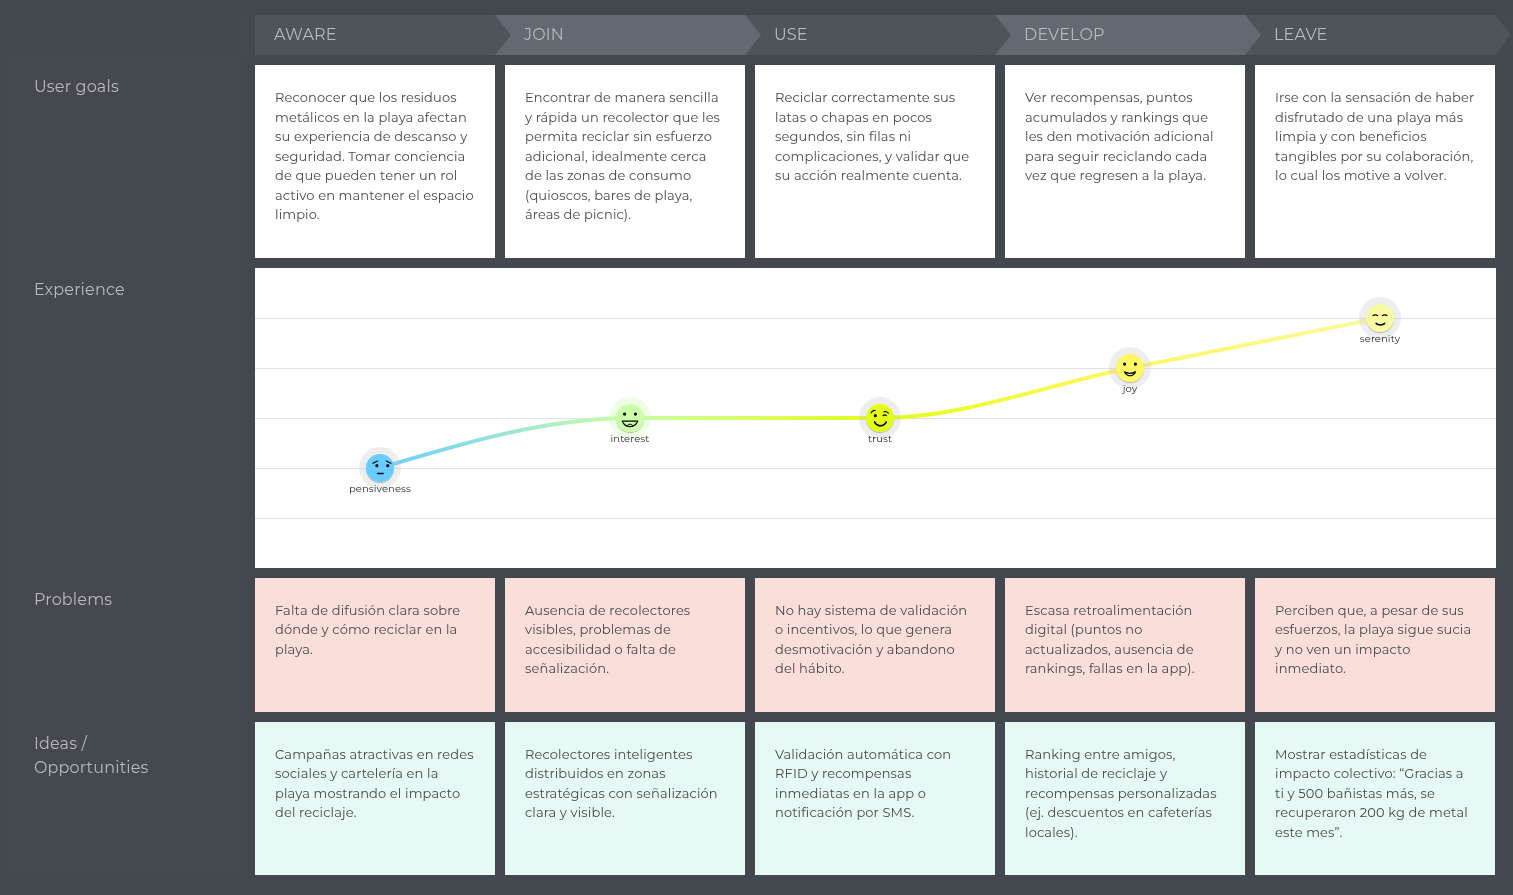 AWARE
JOIN
USE
DEVELOP
LEAVE
User goals
Reconocer que los residuos
metálicos en la playa afectan
su experiencia de descanso y
seguridad. Tomar conciencia
de que pueden tener un rol
activo en mantener el espacio
limpio.
Encontrar de manera sencilla
y rápida un recolector que les
permita reciclar sin esfuerzo
adicional, idealmente cerca
de las zonas de consumo
(quioscos, bares de playa,
áreas de picnic).
Reciclar correctamente sus
latas o chapas en pocos
segundos, sin filas ni
complicaciones, y validar que
su acción realmente cuenta.
Ver recompensas, puntos
acumulados y rankings que
les den motivación adicional
para seguir reciclando cada
vez que regresen a la playa.
Irse con la sensación de haber
disfrutado de una playa más
limpia y con beneficios
tangibles por su colaboración,
lo cual los motive a volver.
Experience
pensiveness
interest
trust
joy
serenity
Problems
Falta de difusión clara sobre
dónde y cómo reciclar en la
playa.
Ausencia de recolectores
visibles, problemas de
accesibilidad o falta de
señalización.
No hay sistema de validación
o incentivos, lo que genera
desmotivación y abandono
del hábito.
Escasa retroalimentación
digital (puntos no
actualizados, ausencia de
rankings, fallas en la app).
Perciben que, a pesar de sus
esfuerzos, la playa sigue sucia
y no ven un impacto
inmediato.
Ideas /
Opportunities
Campañas atractivas en redes
sociales y cartelería en la
playa mostrando el impacto
del reciclaje.
Recolectores inteligentes
distribuidos en zonas
estratégicas con señalización
clara y visible.
Validación automática con
RFID y recompensas
inmediatas en la app o
notificación por SMS.
Ranking entre amigos,
historial de reciclaje y
recompensas personalizadas
(ej. descuentos en cafeterías
locales).
Mostrar estadísticas de
impacto colectivo: “Gracias a
ti y 500 bañistas más, se
recuperaron 200 kg de metal
este mes”.